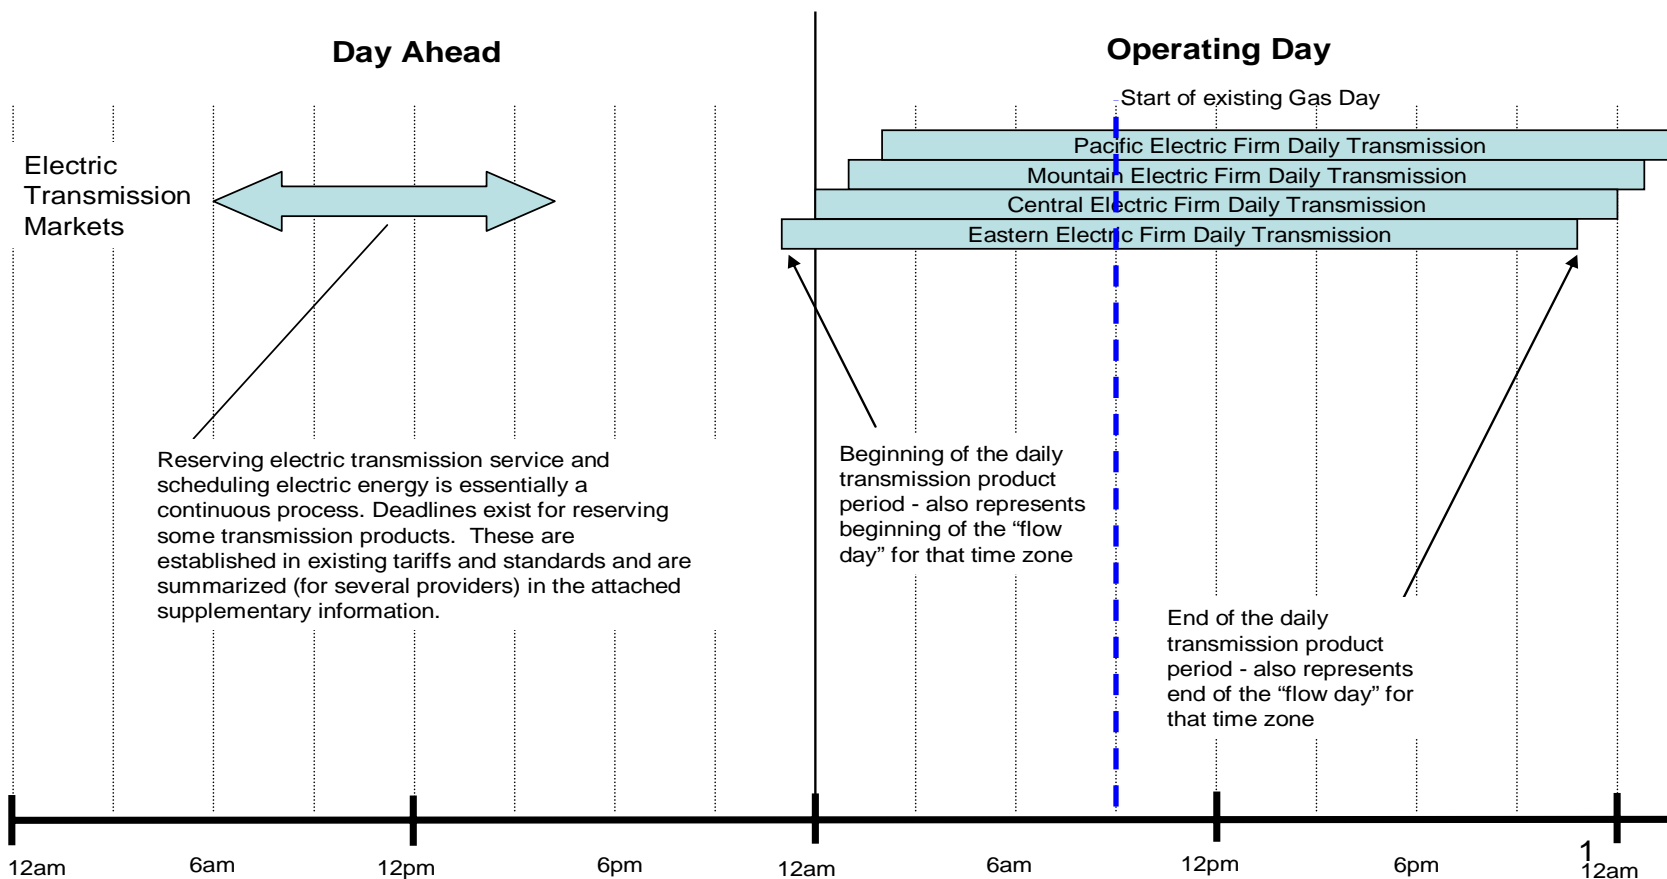 Day Ahead
Operating Day
Start of existing Gas Day
Electric
Transmission
Markets
Pacific Electric Firm Daily Transmission
Mountain Electric Firm Daily Transmission
Central Electric Firm Daily Transmission
Eastern Electric Firm Daily Transmission
Reserving electric transmission service and
scheduling electric energy is essentially a
continuous process. Deadlines exist for reserving
some transmission products.  These are
established in existing tariffs and standards and are
summarized (for several providers) in the attached
supplementary information.
Beginning of the daily
transmission product
period - also represents
beginning of the “flow
day” for that time zone
End of the daily
transmission product
period - also represents
end of the “flow day” for
that time zone
12am
6am
12pm
6pm
12am
6am
12pm
6pm
1
12am